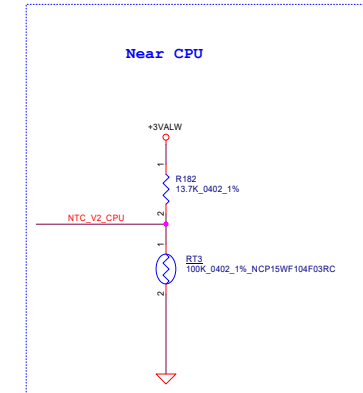 Near CPU
+3VALW
1
R182
13.7K_0402_1%
2
NTC_V2_CPU
1
RT3
100K_0402_1%_NCP15WF104F03RC
2